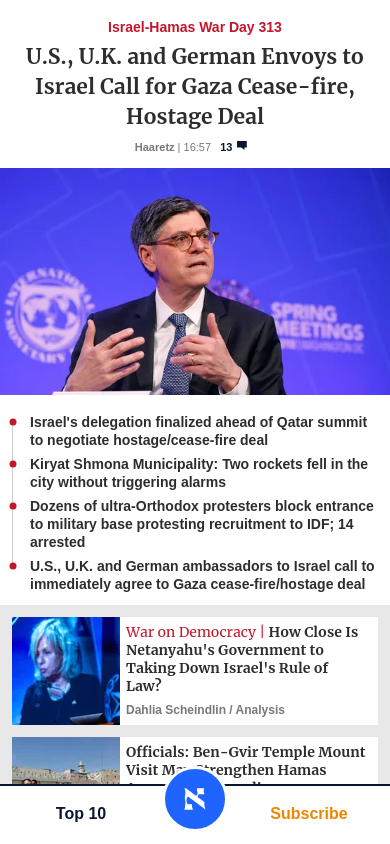 Israel-Hamas War Day 313
U.S., U.K. and German Envoys to
Israel Call for Gaza Cease-fire,
Hostage Deal
Haaretz | 16:57 13
INTERNATIONAL
MONETARY
SPRING
MEETINGS
WASHINGTON, DC
Israel's delegation finalized ahead of Qatar summit
to negotiate hostage/cease-fire deal
Kiryat Shmona Municipality: Two rockets fell in the
city without triggering alarms
Dozens of ultra-Orthodox protesters block entrance
to military base protesting recruitment to IDF; 14
arrested
U.S., U.K. and German ambassadors to Israel call to
immediately agree to Gaza cease-fire/hostage deal
War on Democracy | How Close Is
Netanyahu's Government to
Taking Down Israel's Rule of
Law?
Dahlia Scheindlin / Analysis
Officials: Ben-Gvir Temple Mount
Visit May Strengthen Hamas
Top 10
Subscribe